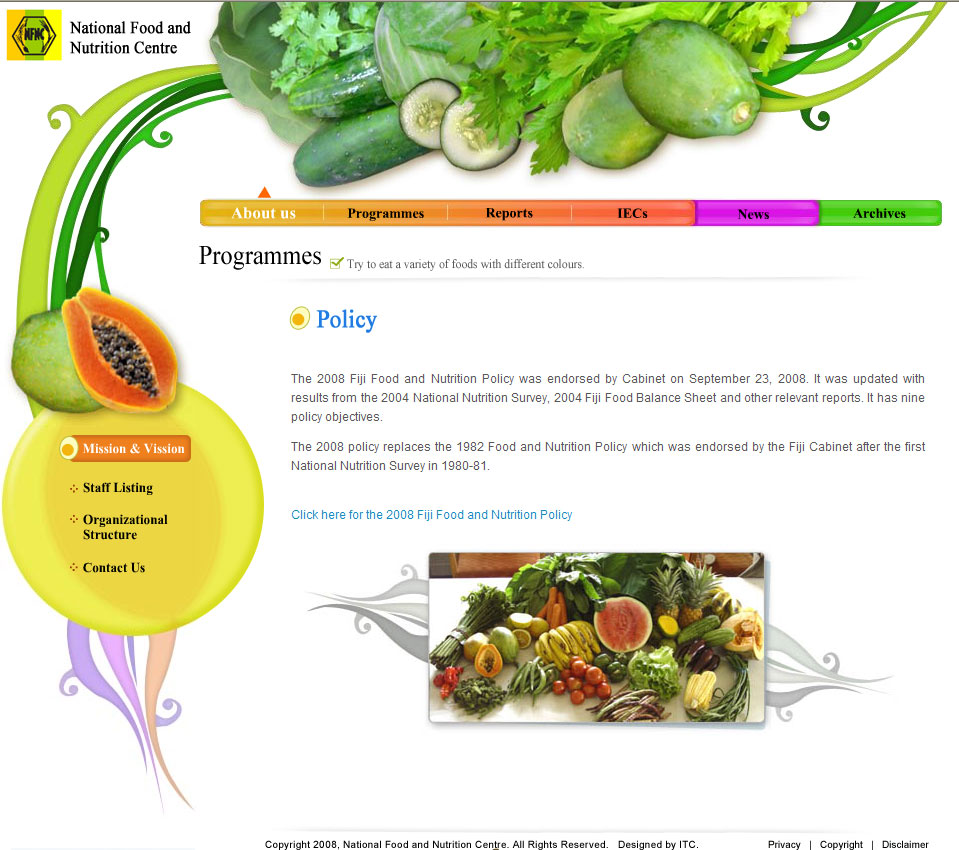 NFNC
National Food and
Nutrition Centre
About us
Programmes
Reports
IECs
News
Archives
Programmes
Try to eat a variety of foods with different colours.
Policy
The 2008 Fiji Food and Nutrition Policy was endorsed by Cabinet on September 23, 2008. It was updated with
results from the 2004 National Nutrition Survey, 2004 Fiji Food Balance Sheet and other relevant reports. It has nine
policy objectives.
The 2008 policy replaces the 1982 Food and Nutrition Policy which was endorsed by the Fiji Cabinet after the first
National Nutrition Survey in 1980-81.
Click here for the 2008 Fiji Food and Nutrition Policy
Mission & Vission
Staff Listing
Organizational
Structure
Contact Us
Copyright 2008, National Food and Nutrition Centre. All Rights Reserved. Designed by ITC.
Privacy | Copyright | Disclaimer